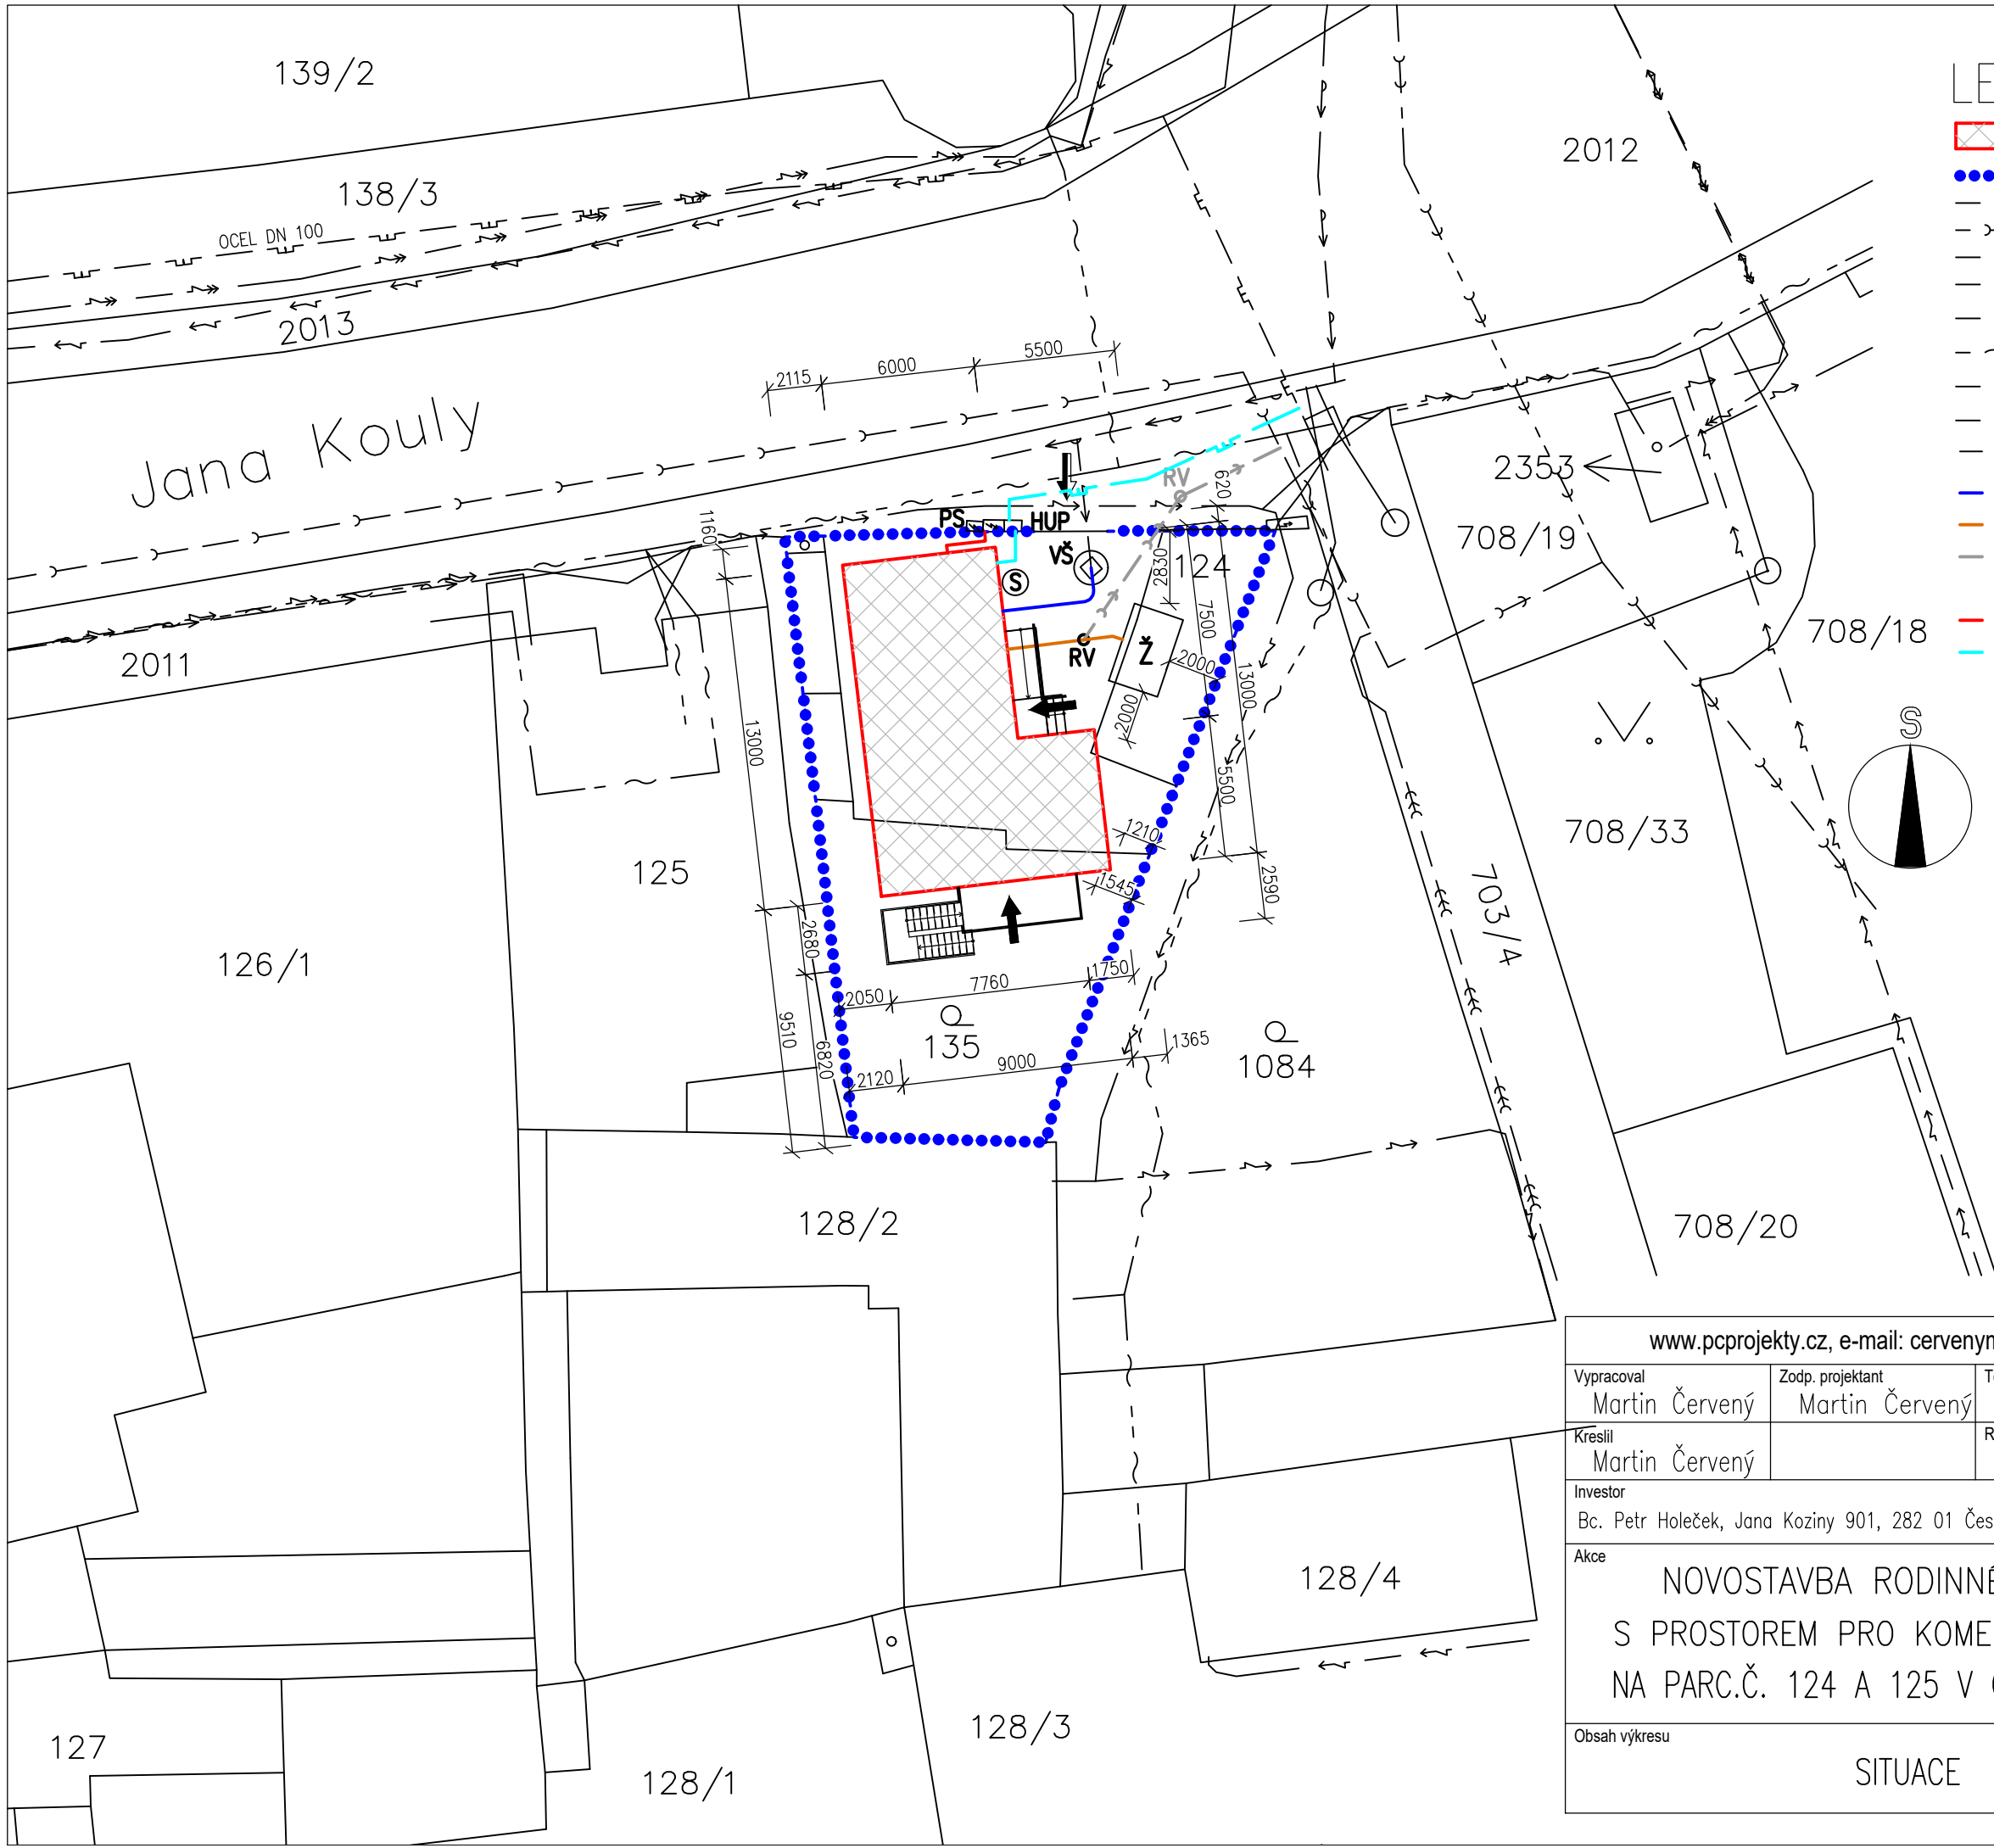 139/2
2012
LE
138/3
OCEL DN 100
2013
5500
6000
2115
Jana Kouly
2353
RV
620
PS
HUP
1160
VŠ
124
708/19
2830
S
7500
2011
708/18
RV
Ž
2000
13000
2000
S
13000
5500
1210
708/33
125
1545
2590
703/4
2680
126/1
1750
7760
2050
9510
135
6820
9000
1365
1084
2120
128/2
708/20
www.pcprojekty.cz, e-mail: cervenyn
Vypracoval
Zodp. projektant
Martin Červený
Martin Červený
Kreslil
R
Martin Červený
Investor
Bc. Petr Holeček, Jana Koziny 901, 282 01 Čes
Akce
128/4
NOVOSTAVBA RODINNÉ
S PROSTOREM PRO KOME
NA PARC.Č. 124 A 125 V
128/3
Obsah výkresu
127
128/1
SITUACE